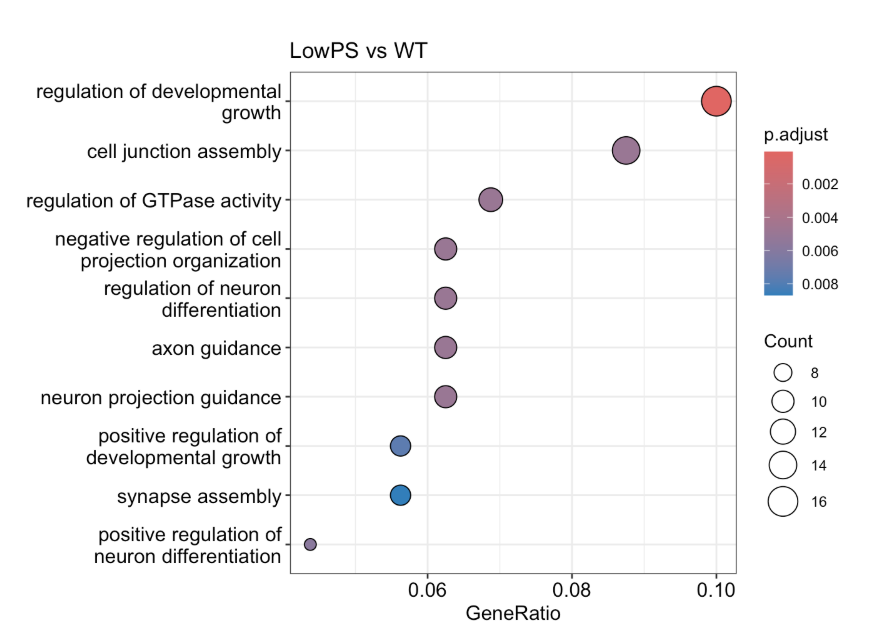 LowPS vs WT
regulation of developmental
growth
cell junction assembly
regulation of GTPase activity
negative regulation of cell
projection organization
regulation of neuron
differentiation
axon guidance
neuron projection guidance
positive regulation of
developmental growth
synapse assembly
positive regulation of
neuron differentiation
0.06
0.08
0.10
GeneRatio
p.adjust
0.002
0.004
0.006
0.008
Count
8
10
12
14
16